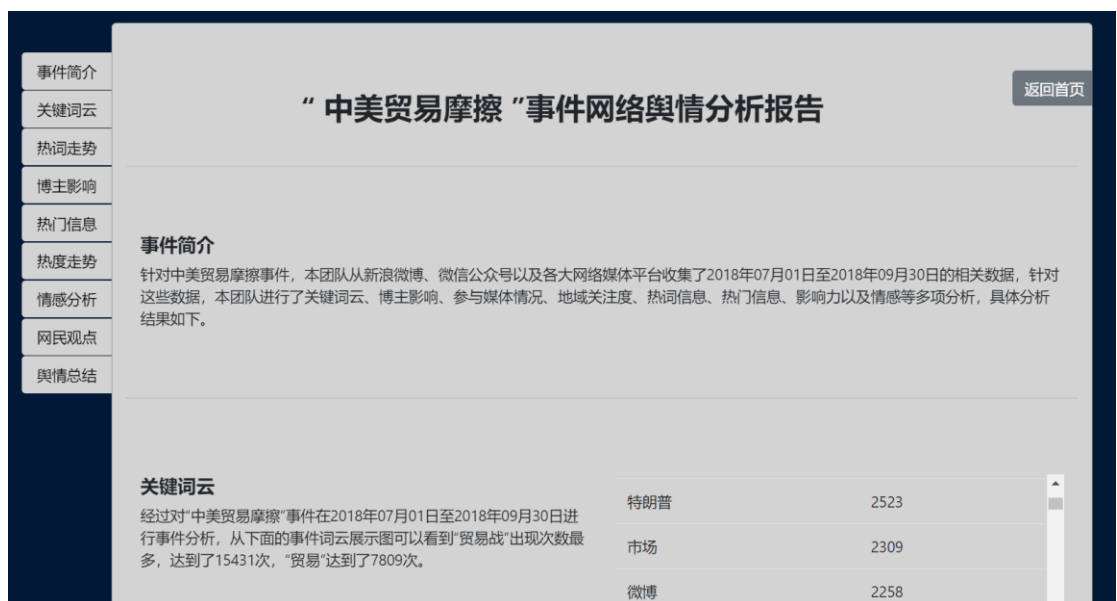 事件简介
关键词云
热词走势
博主影响
热门信息
热度走势
情感分析
网民观点
舆情总结
返回首页
“ 中美贸易摩擦 ”事件网络舆情分析报告
事件简介
针对中美贸易摩擦事件，本团队从新浪微博、微信公众号以及各大网络媒体平台收集了2018年07月01日至2018年09月30日的相关数据，针对
这些数据，本团队进行了关键词云、博主影响、参与媒体情况、地域关注度、热词信息、热门信息、影响力以及情感等多项分析，具体分析
结果如下。
关键词云
经过对“中美贸易摩擦”事件在2018年07月01日至2018年09月30日进
行事件分析，从下面的事件词云展示图可以看到“贸易战”出现次数最
多，达到了15431次，“贸易”达到了7809次。
特朗普 2523
市场 2309
微博 2258